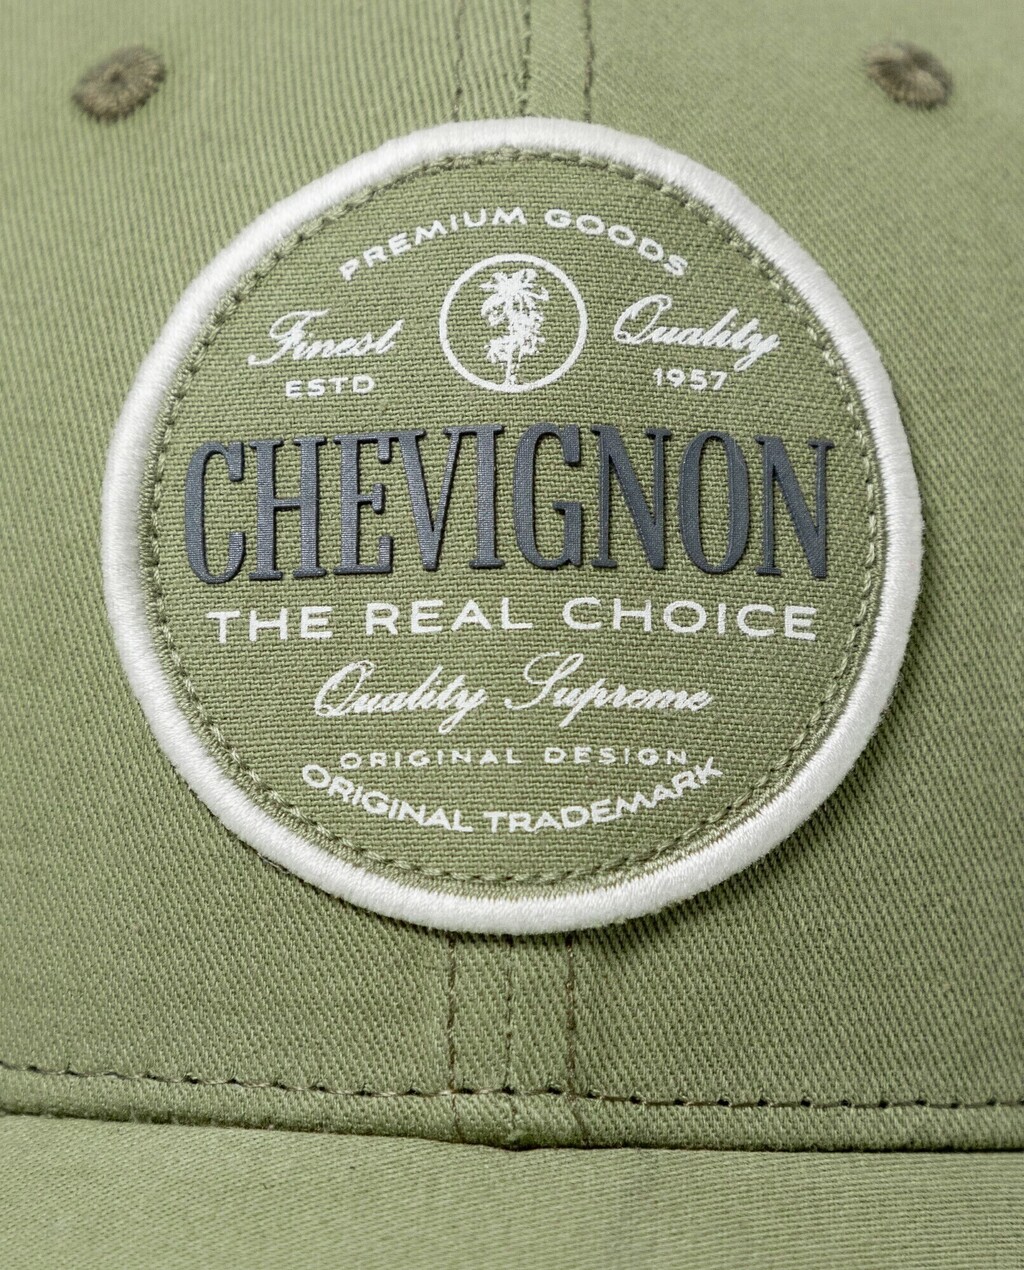 PREMIUM GOODS
Finest Quality
ESTD 1957
CHEVIGNON
THE REAL CHOICE
Quality Supreme
ORIGINAL DESIGN
ORIGINAL TRADEMARK